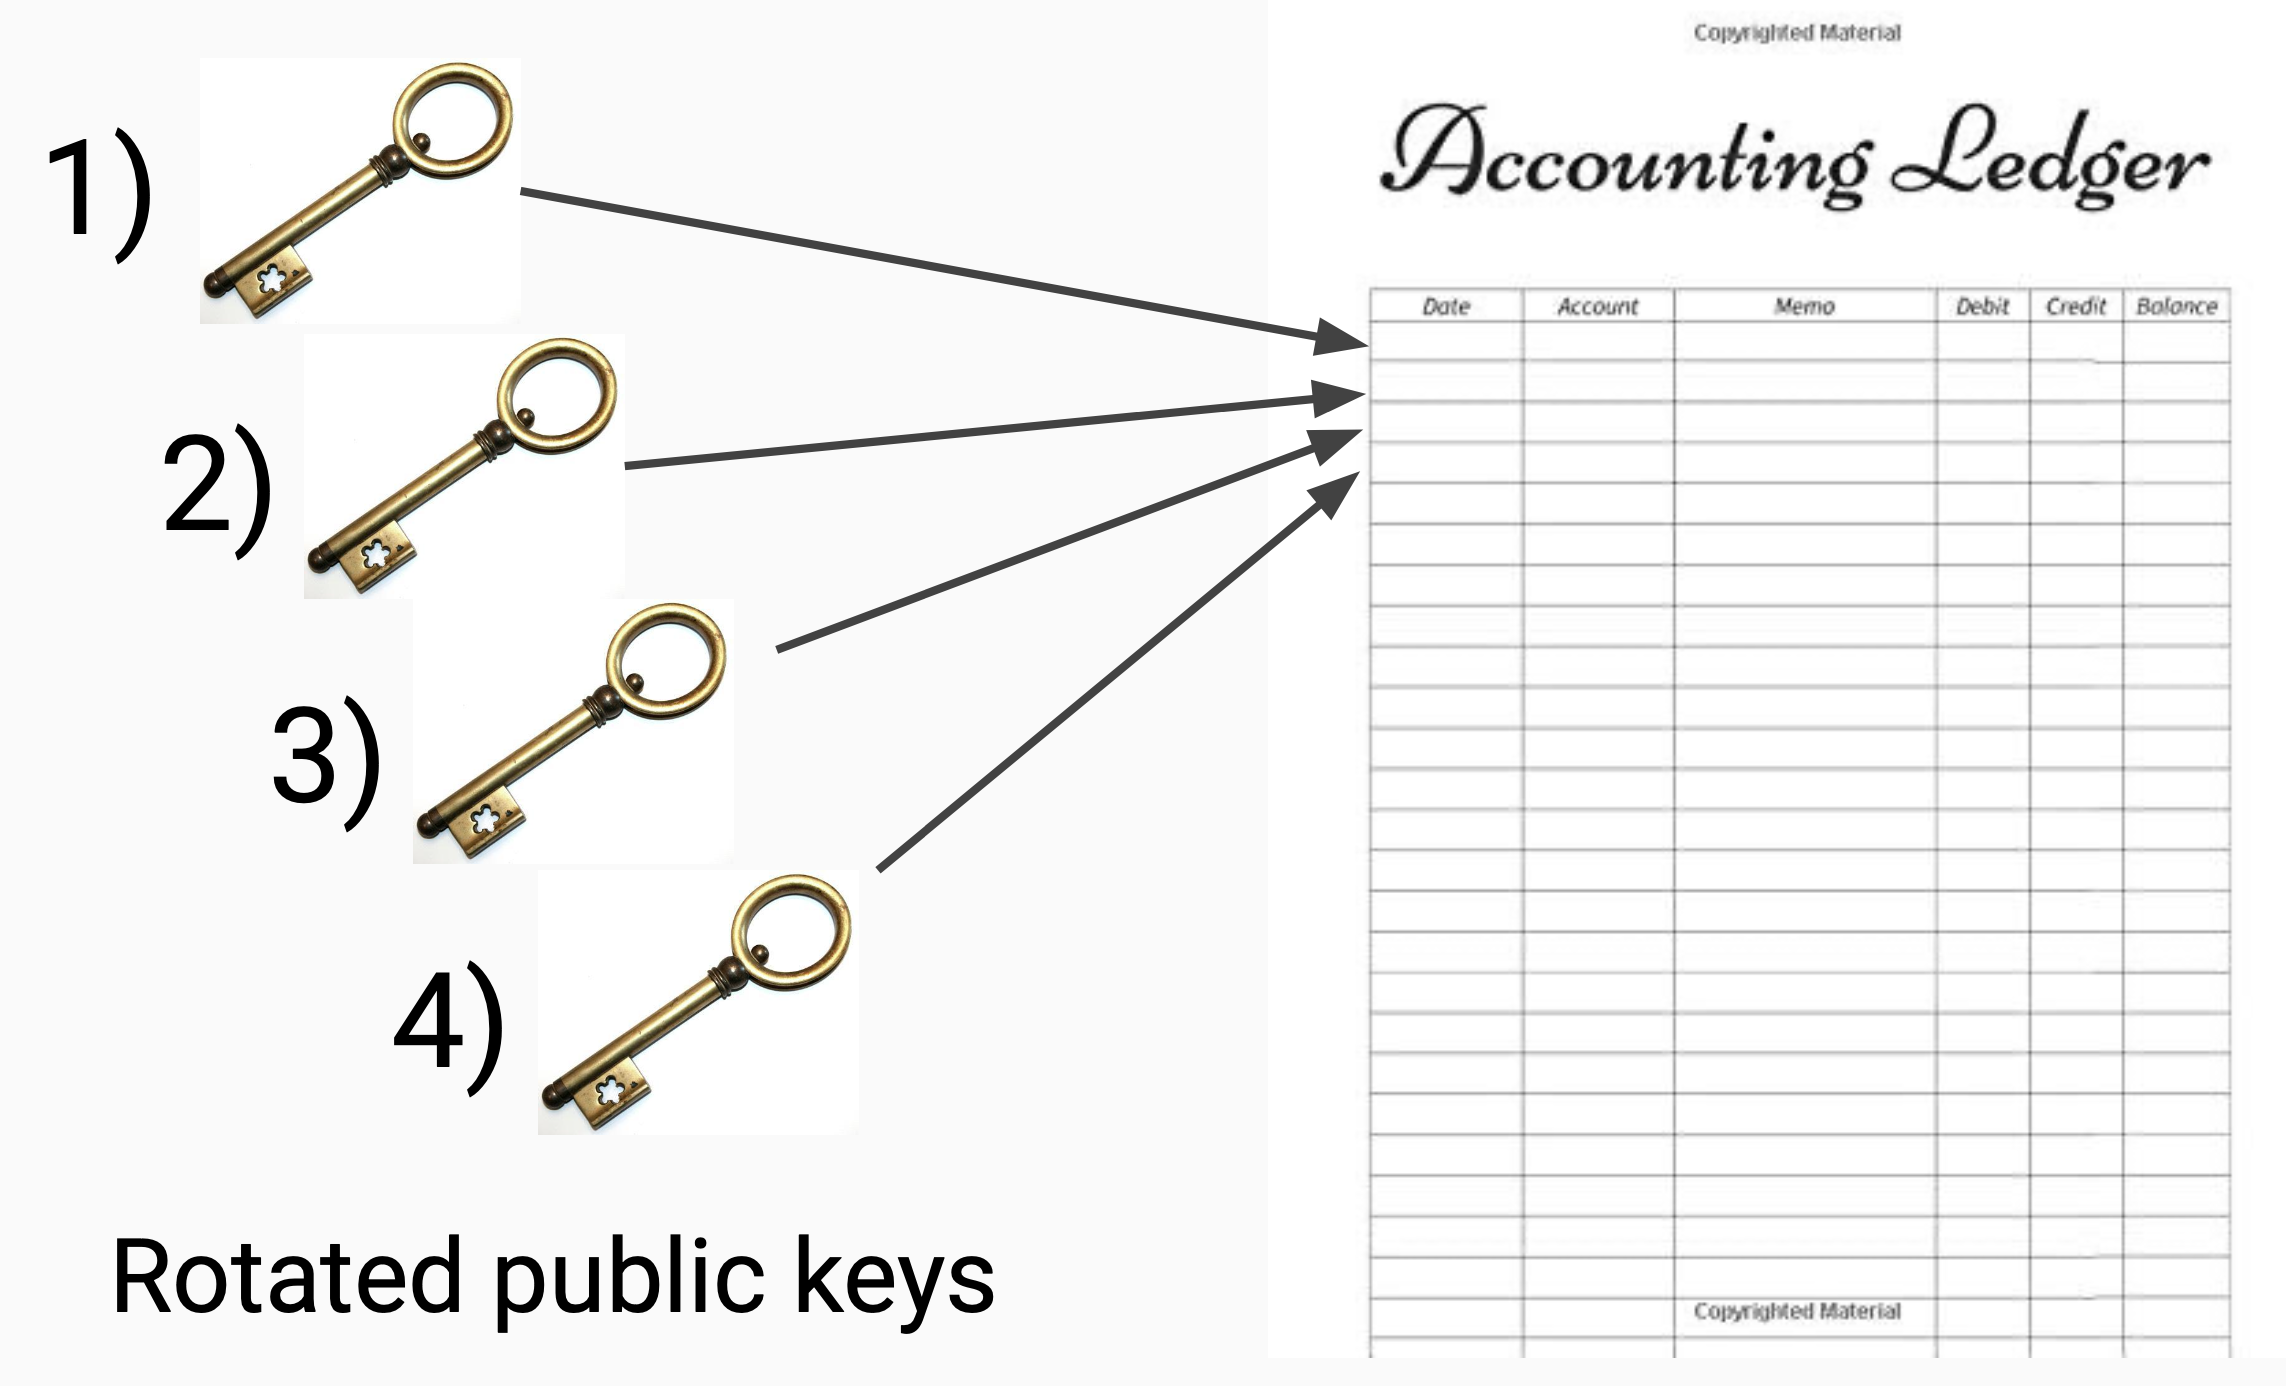 1)
2)
3)
4)
Rotated public keys
Copyrighted Material
Accounting Ledger
Date Account Memo Debit Credit Balance
Copyrighted Material